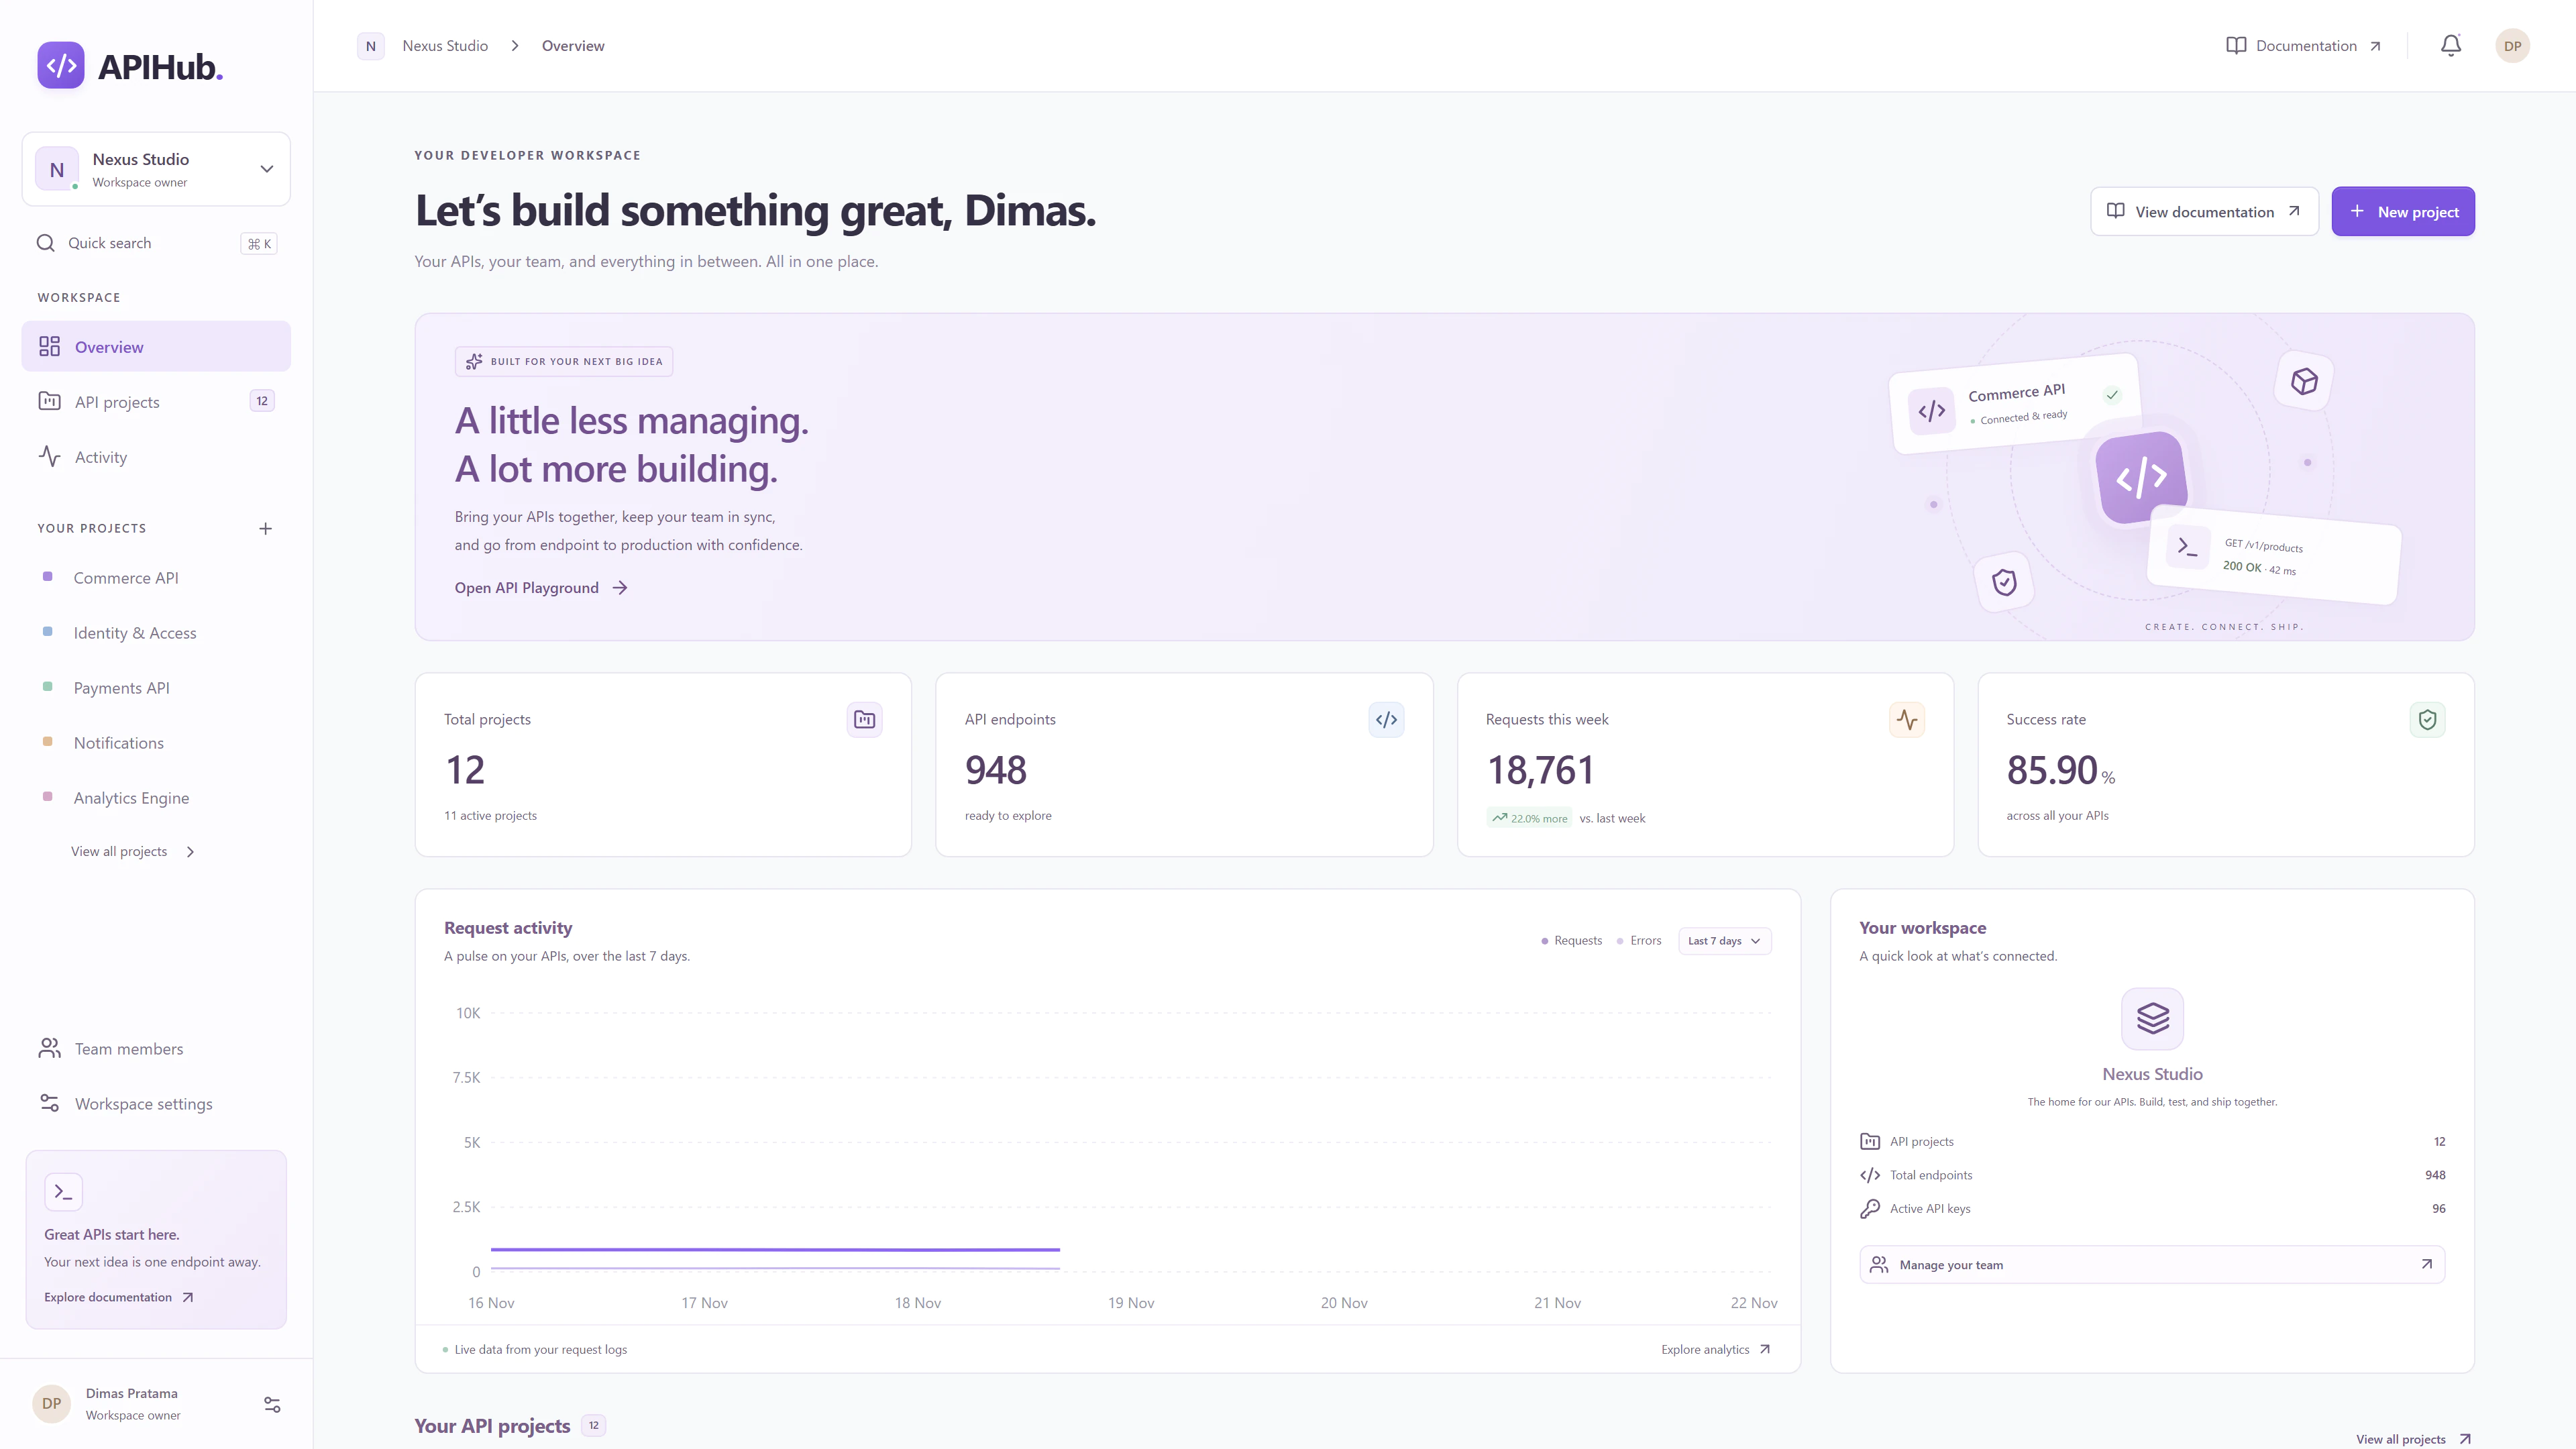 APIHub.
N
Nexus Studio
Workspace owner
Quick search
⌘ K
WORKSPACE
Overview
API projects
12
Activity
YOUR PROJECTS
Commerce API
Identity & Access
Payments API
Notifications
Analytics Engine
View all projects
Team members
Workspace settings
Great APIs start here.
Your next idea is one endpoint away.
Explore documentation
DP
Dimas Pratama
Workspace owner
N
Nexus Studio
Overview
Documentation
DP
YOUR DEVELOPER WORKSPACE
Let’s build something great, Dimas.
Your APIs, your team, and everything in between. All in one place.
View documentation
New project
BUILT FOR YOUR NEXT BIG IDEA
A little less managing.
A lot more building.
Bring your APIs together, keep your team in sync,
and go from endpoint to production with confidence.
Open API Playground
Commerce API
Connected & ready
GET /v1/products
200 OK · 42 ms
CREATE. CONNECT. SHIP.
Total projects
12
11 active projects
API endpoints
948
ready to explore
Requests this week
18,761
22.0% more vs. last week
Success rate
85.90%
across all your APIs
Request activity
A pulse on your APIs, over the last 7 days.
Requests
Errors
Last 7 days
10K
7.5K
5K
2.5K
0
16 Nov
17 Nov
18 Nov
19 Nov
20 Nov
21 Nov
22 Nov
Live data from your request logs
Explore analytics
Your workspace
A quick look at what's connected.
Nexus Studio
The home for our APIs. Build, test, and ship together.
API projects
12
Total endpoints
948
Active API keys
96
Manage your team
Your API projects
12
View all projects